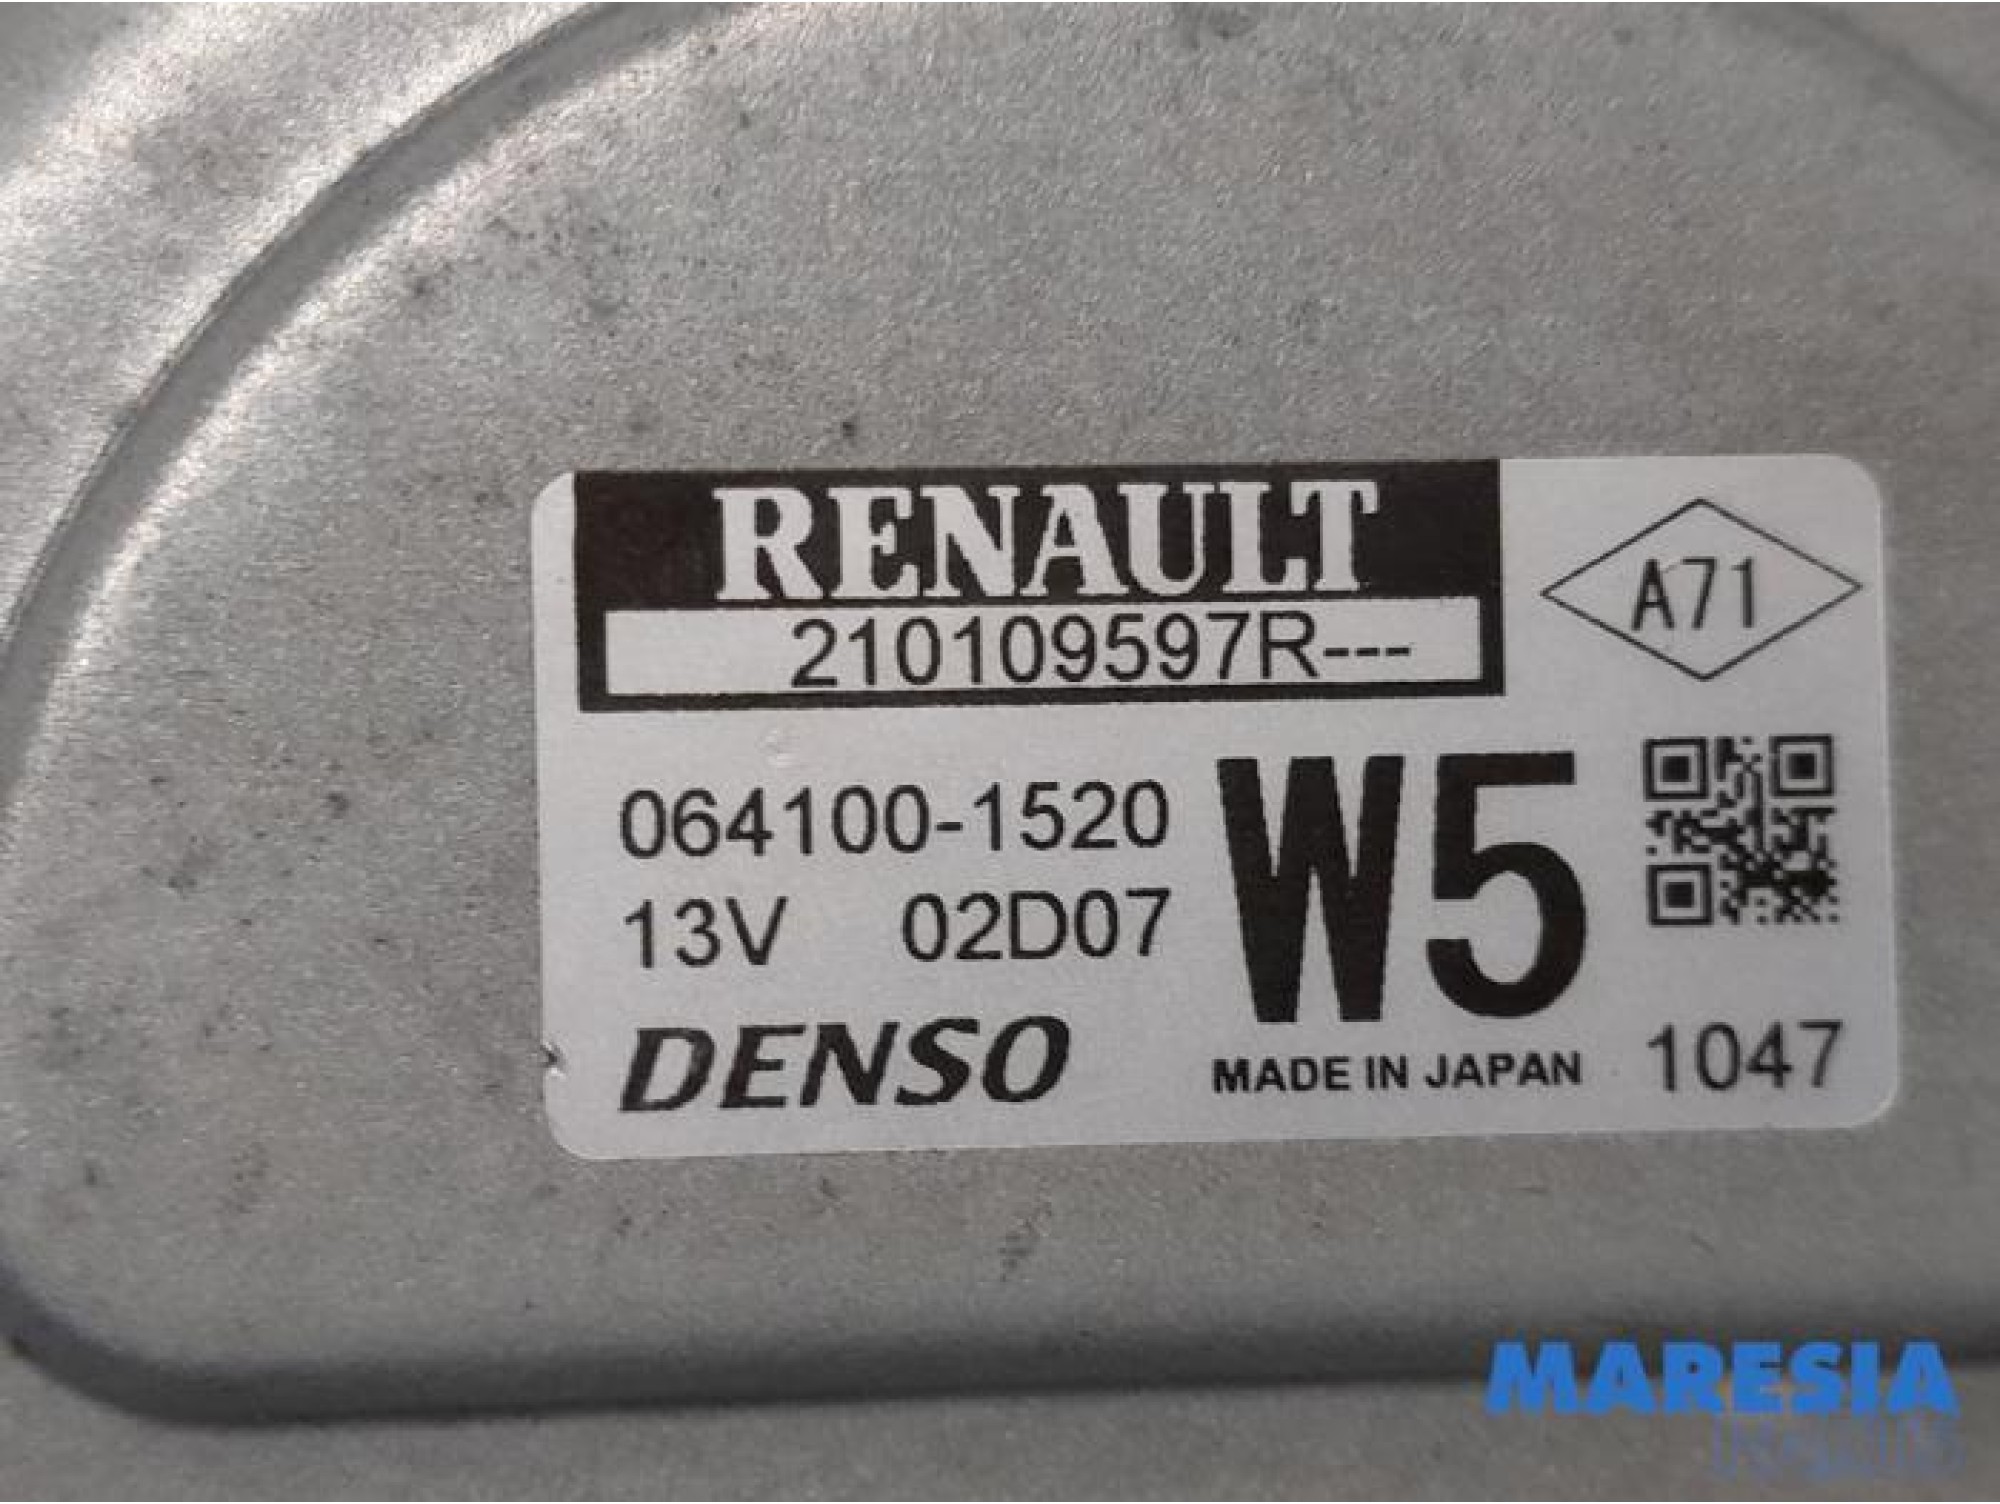 RENAULT
210109597R---
A71
064100-1520
13V 02D07
W5
DENSO
MADE IN JAPAN
1047
MARESIA